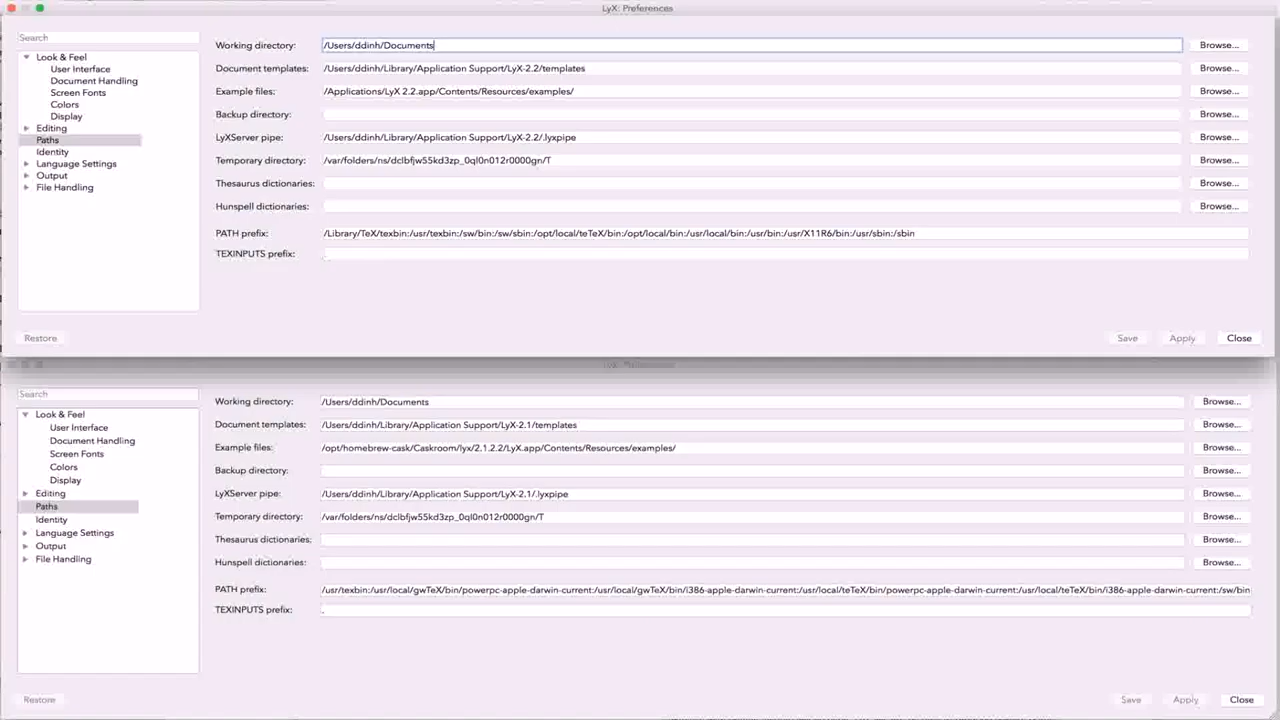 LyX: Preferences
Search
Look & Feel
User Interface
Document Handling
Screen Fonts
Colors
Display
Editing
Paths
Identity
Language Settings
Output
File Handling
Working directory: /Users/ddinh/Documents Browse...
Document templates: /Users/ddinh/Library/Application Support/LyX-2.2/templates Browse...
Example files: /Applications/LyX 2.2.app/Contents/Resources/examples/ Browse...
Backup directory: Browse...
LyXServer pipe: /Users/ddinh/Library/Application Support/LyX-2.2/.lyxpipe Browse...
Temporary directory: /var/folders/ns/dclbfjw55kd3zp_0ql0n012r0000gn/T Browse...
Thesaurus dictionaries: Browse...
Hunspell dictionaries: Browse...
PATH prefix: /Library/TeX/texbin:/usr/texbin:/sw/bin:/sw/sbin:/opt/local/teTeX/bin:/opt/local/bin:/usr/local/bin:/usr/bin:/usr/X11R6/bin:/usr/sbin:/sbin
TEXINPUTS prefix: .
Restore Save Apply Close
LyX: Preferences
Search
Look & Feel
User Interface
Document Handling
Screen Fonts
Colors
Display
Editing
Paths
Identity
Language Settings
Output
File Handling
Working directory: /Users/ddinh/Documents Browse...
Document templates: /Users/ddinh/Library/Application Support/LyX-2.1/templates Browse...
Example files: /opt/homebrew-cask/Caskroom/lyx/2.1.2.2/LyX.app/Contents/Resources/examples/ Browse...
Backup directory: Browse...
LyXServer pipe: /Users/ddinh/Library/Application Support/LyX-2.1/.lyxpipe Browse...
Temporary directory: /var/folders/ns/dclbfjw55kd3zp_0ql0n012r0000gn/T Browse...
Thesaurus dictionaries: Browse...
Hunspell dictionaries: Browse...
PATH prefix: /usr/texbin:/usr/local/gwTeX/bin/powerpc-apple-darwin-current:/usr/local/gwTeX/bin/i386-apple-darwin-current:/usr/local/teTeX/bin/powerpc-apple-darwin-current:/usr/local/teTeX/bin/i386-apple-darwin-current:/sw/bin
TEXINPUTS prefix: .
Restore Save Apply Close